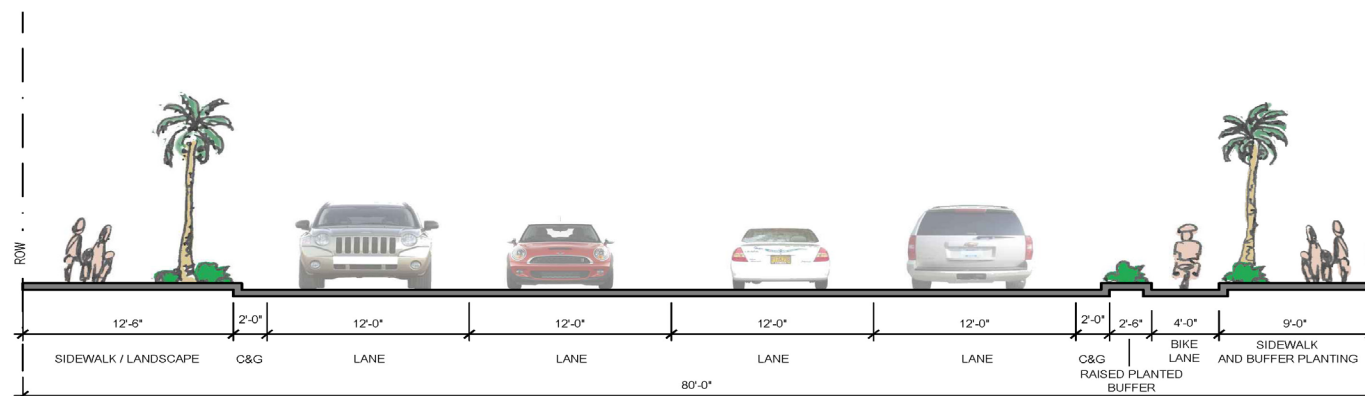 ROW
12'-6"
2'-0"
12'-0"
12'-0"
12'-0"
12'-0"
2'-0"
2'-6"
4'-0"
9'-0"
SIDEWALK / LANDSCAPE
C&G
LANE
LANE
LANE
LANE
C&G
RAISED PLANTED
BUFFER
BIKE
LANE
SIDEWALK
AND BUFFER PLANTING
80'-0"